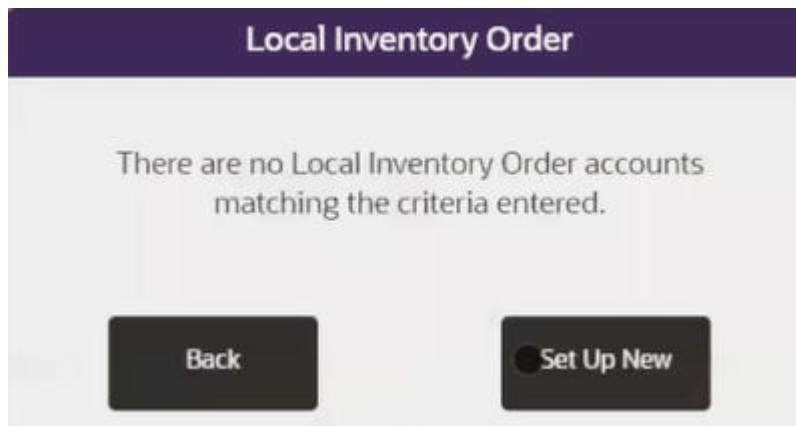 Local Inventory Order
There are no Local Inventory Order accounts
matching the criteria entered.
Back
Set Up New